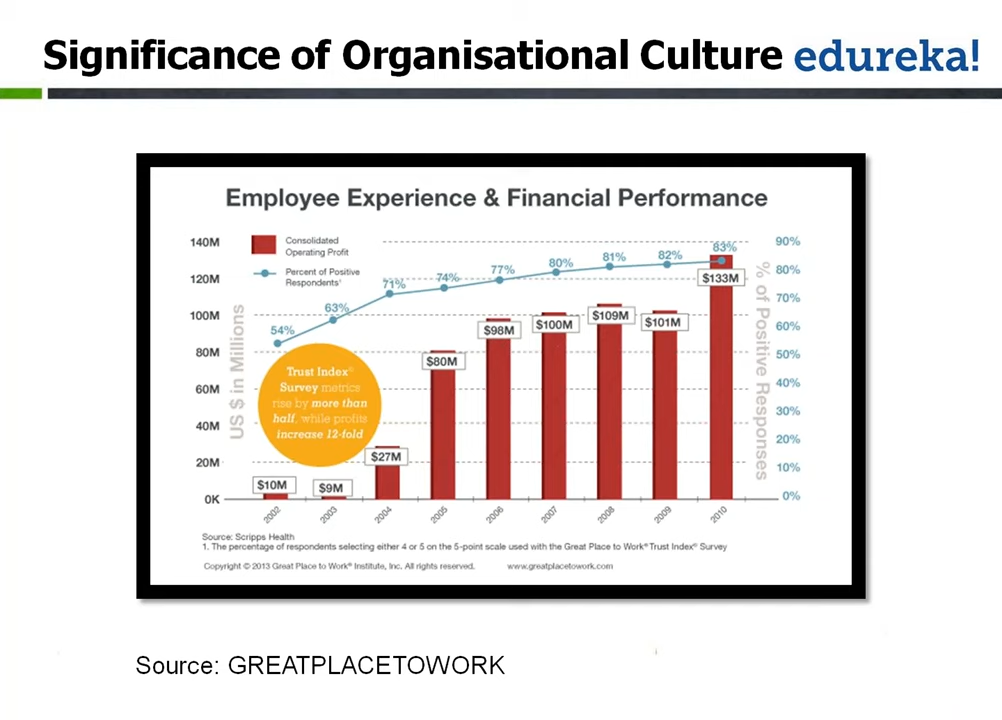 Significance of Organisational Culture edureka!
Employee Experience & Financial Performance
Consolidated
Operating Profit
Percent of Positive
Respondents¹
140M
120M
100M
80M
60M
40M
20M
0K
US $ in Millions
90%
80%
70%
60%
50%
40%
30%
20%
10%
0%
% of Positive Responses
54%
63%
71%
74%
77%
80%
81%
82%
83%
Trust Index®
Survey metrics
rise by more than
half, while profits
increase 12-fold
$10M
$9M
$27M
$80M
$98M
$100M
$109M
$101M
$133M
2002
2003
2004
2005
2006
2007
2008
2009
2010
Source: Scripps Health
1. The percentage of respondents selecting either 4 or 5 on the 5-point scale used with the Great Place to Work® Trust Index® Survey
Copyright © 2013 Great Place to Work® Institute, Inc. All rights reserved. www.greatplacetowork.com
Source: GREATPLACETOWORK